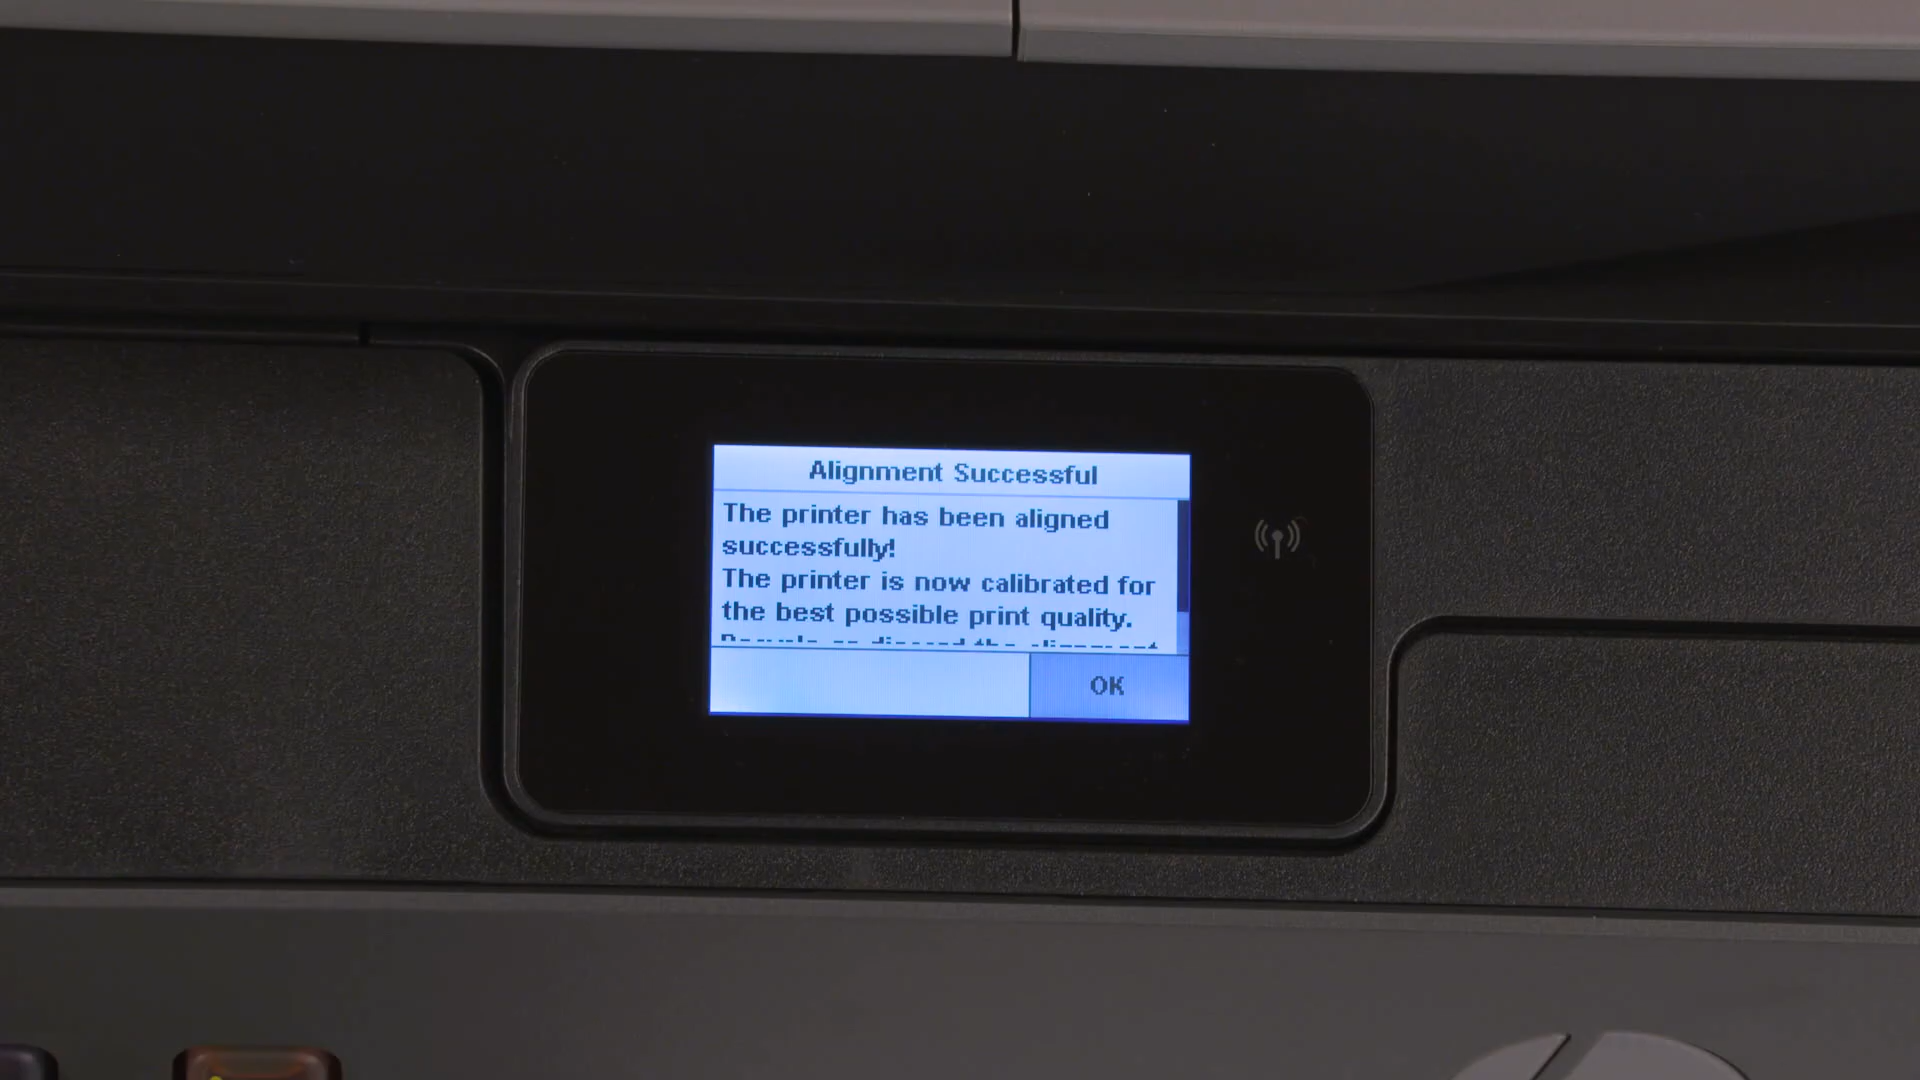 Alignment Successful
The printer has been aligned
successfully!
The printer is now calibrated for
the best possible print quality.
OK